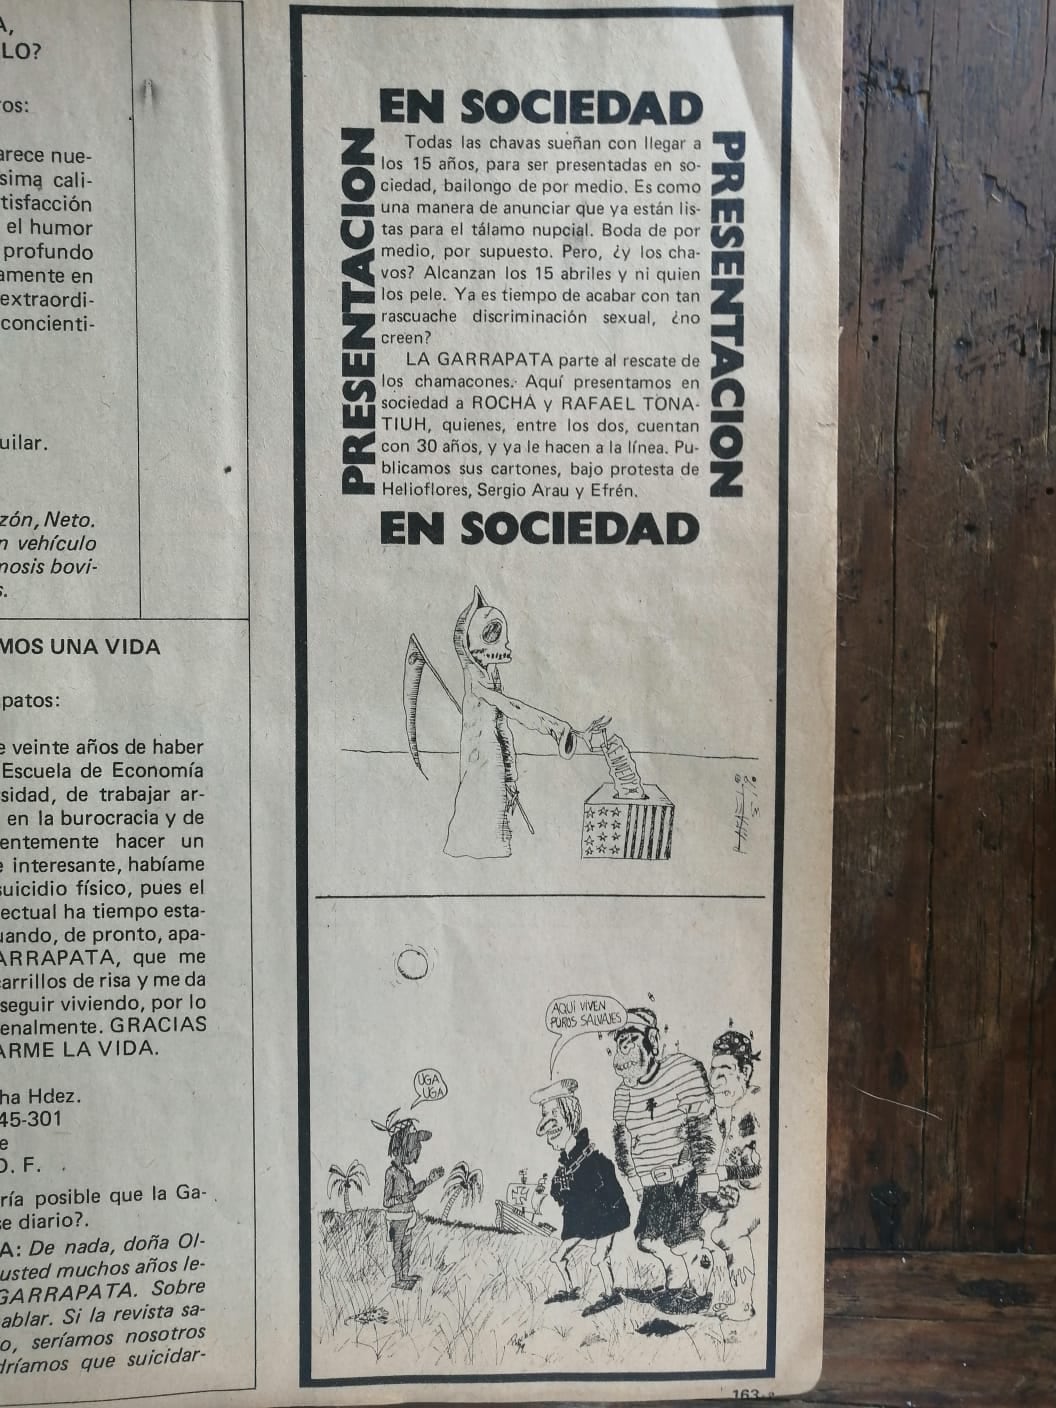 A,
LO?
ros:
arece nue-
sima cali-
tisfacción
el humor
profundo
amente en
extraordi-
concienti-
uilar.
zón, Neto.
n vehículo
nosis bovi-
s.
MOS UNA VIDA
patos:
e veinte años de haber
Escuela de Economía
sidad, de trabajar ar-
en la burocracia y de
entemente hacer un
e interesante, habíame
suicidio físico, pues el
ectual ha tiempo esta-
uando, de pronto, apa-
ARRAPATA, que me
carrillos de risa y me da
seguir viviendo, por lo
enalmente. GRACIAS
ARME LA VIDA.
ha Hdez.
45-301
e
D. F.
ría posible que la Ga-
se diario?.
A: De nada, doña Ol-
usted muchos años le-
GARRAPATA. Sobre
ablar. Si la revista sa-
o, seríamos nosotros
dríamos que suicidar-
EN SOCIEDAD
PRESENTACION
Todas las chavas sueñan con llegar a
los 15 años, para ser presentadas en so-
ciedad, bailongo de por medio. Es como
una manera de anunciar que ya están lis-
tas para el tálamo nupcial. Boda de por
medio, por supuesto. Pero, ¿y los cha-
vos? Alcanzan los 15 abriles y ni quien
los pele. Ya es tiempo de acabar con tan
rascuache discriminación sexual, ¿no
creen?
LA GARRAPATA parte al rescate de
los chamacones. Aquí presentamos en
sociedad a ROCHA y RAFAEL TONA-
TIUH, quienes, entre los dos, cuentan
con 30 años, y ya le hacen a la línea. Pu-
blicamos sus cartones, bajo protesta de
Helioflores, Sergio Arau y Efrén.
PRESENTACION
EN SOCIEDAD
KENNEDY
UGA
UGA
AQUÍ VIVEN
PUROS SALVAJES
163